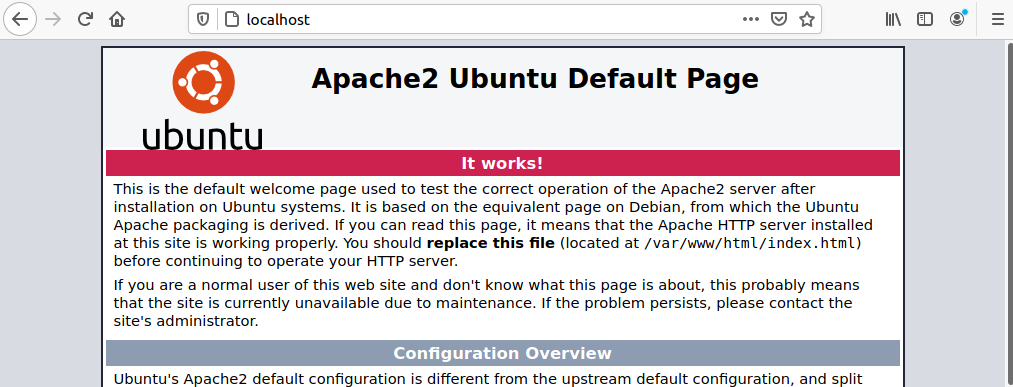 localhost
Apache2 Ubuntu Default Page
ubuntu
It works!
This is the default welcome page used to test the correct operation of the Apache2 server after
installation on Ubuntu systems. It is based on the equivalent page on Debian, from which the Ubuntu
Apache packaging is derived. If you can read this page, it means that the Apache HTTP server installed
at this site is working properly. You should replace this file (located at /var/www/html/index.html)
before continuing to operate your HTTP server.
If you are a normal user of this web site and don't know what this page is about, this probably means
that the site is currently unavailable due to maintenance. If the problem persists, please contact the
site's administrator.
Configuration Overview
Ubuntu's Apache2 default configuration is different from the upstream default configuration, and split